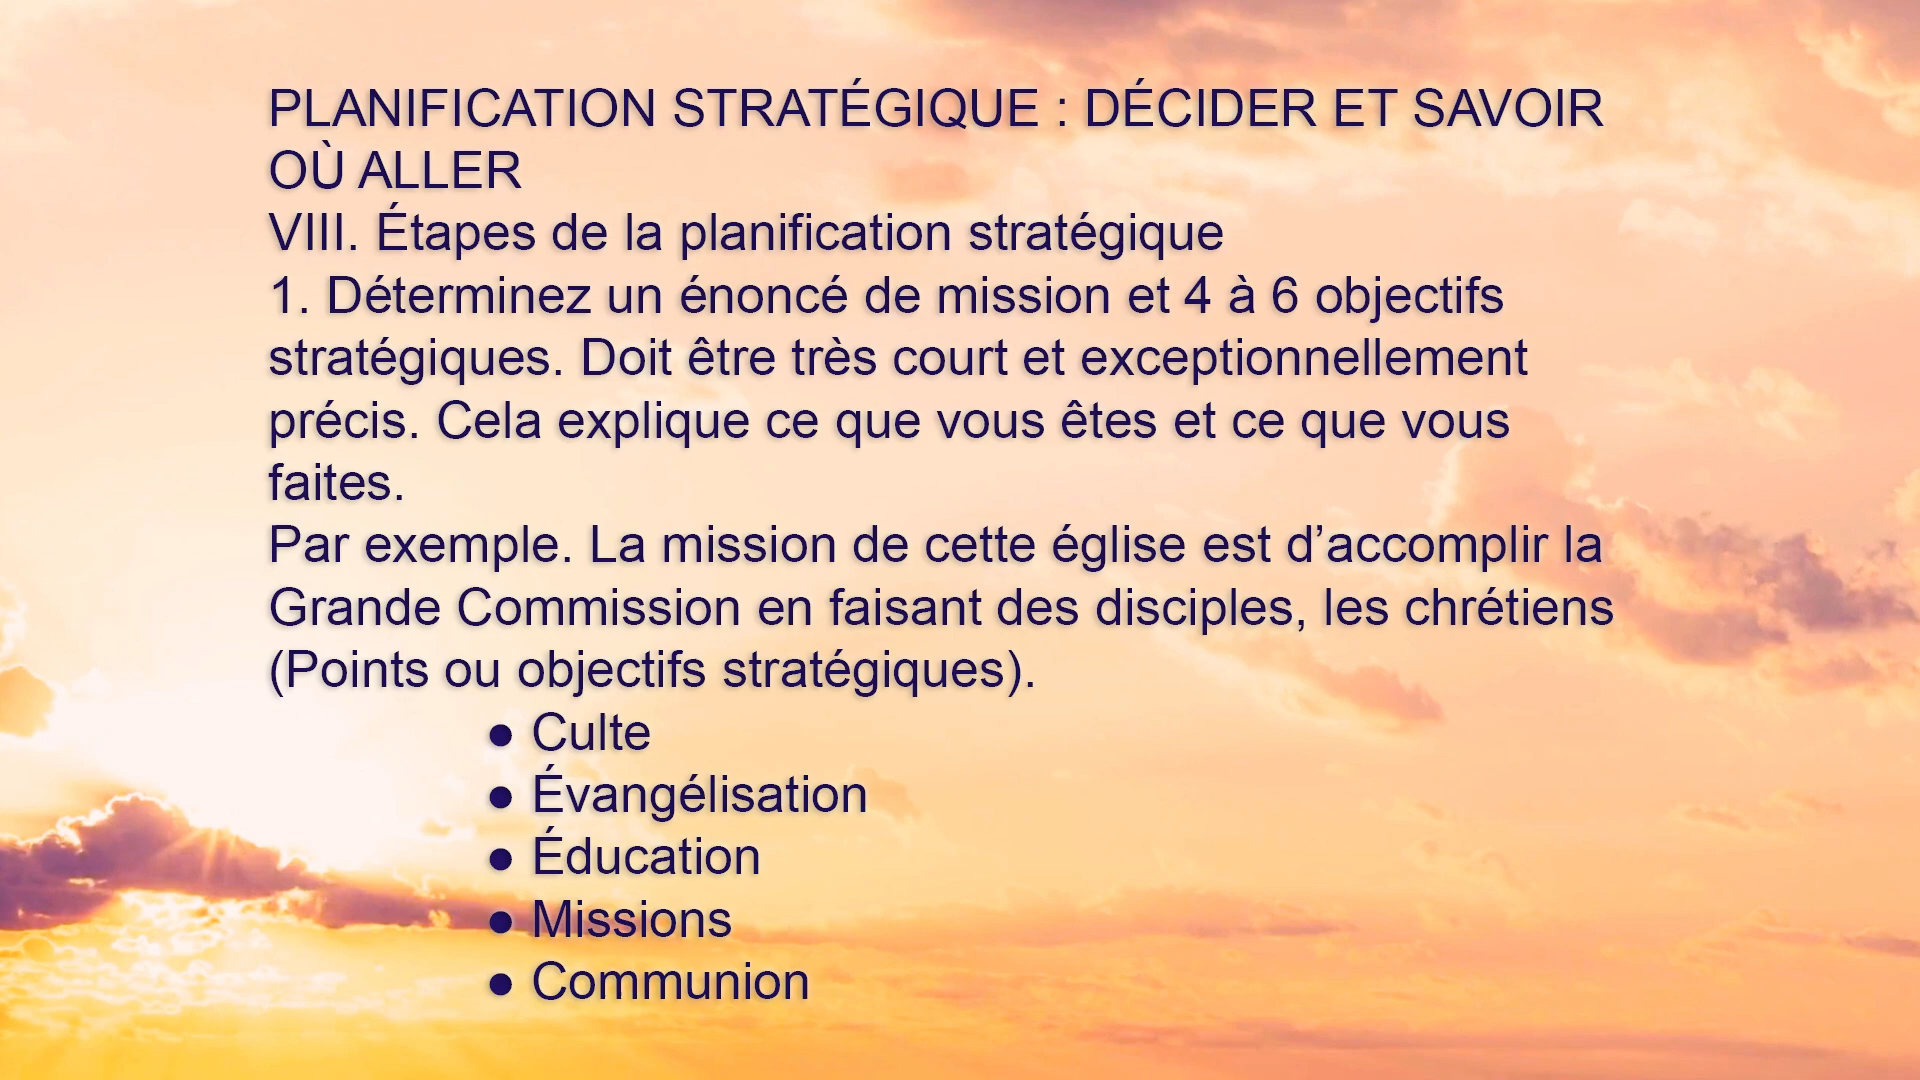 PLANIFICATION STRATÉGIQUE : DÉCIDER ET SAVOIR
OÙ ALLER
VIII. Étapes de la planification stratégique
1. Déterminez un énoncé de mission et 4 à 6 objectifs
stratégiques. Doit être très court et exceptionnellement
précis. Cela explique ce que vous êtes et ce que vous
faites.
Par exemple. La mission de cette église est d’accomplir la
Grande Commission en faisant des disciples, les chrétiens
(Points ou objectifs stratégiques).
● Culte
● Évangélisation
● Éducation
● Missions
● Communion